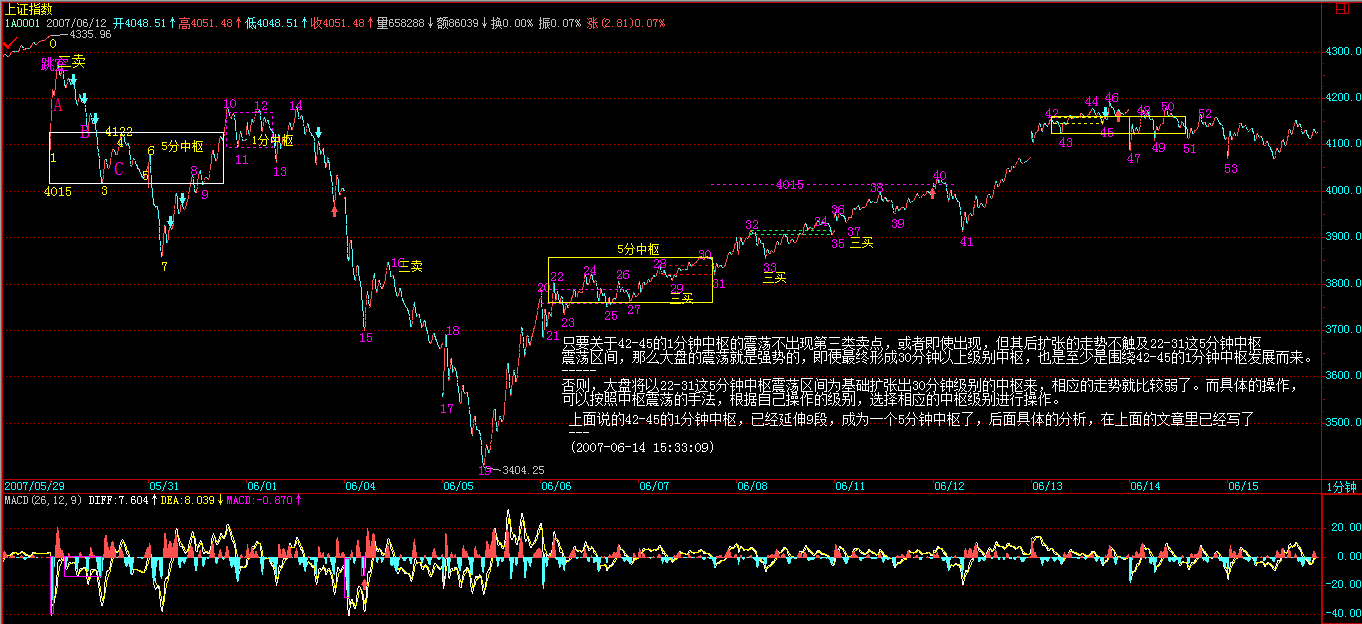 上证指数
1A0001 2007/06/12 开4048.51↑高4051.48↑低4048.51↑收4051.48↑量658288↓额86039↓换0.00% 振0.07% 涨(2.81)0.07%
4335.96
0
跳空 二卖
A
B
4122
4
C
1
3
5
6
7
8
9
4015
5分中枢
10 12 14
1分中枢
11
13
15
16 三卖
17
18
19
3404.25
20 22 24 26 28 30
5分中枢
21 23 25 27 29 31
三买
32
33
三买
34 36 38 40
35 37 39 41
三买
4015
42 44 46 48 50 52
43 45 47 49 51 53
只要关于42-45的1分钟中枢的震荡不出现第三类卖点，或者即使出现，但其后扩张的走势不触及22-31这5分钟中枢
震荡区间，那么大盘的震荡就是强势的，即使最终形成30分钟以上级别中枢，也是至少是围绕42-45的1分钟中枢发展而来。
-----
否则，大盘将以22-31这5分钟中枢震荡区间为基础扩张出30分钟级别的中枢来，相应的走势就比较弱了。而具体的操作，
可以按照中枢震荡的手法，根据自己操作的级别，选择相应的中枢级别进行操作。
上面说的42-45的1分钟中枢，已经延伸9段，成为一个5分钟中枢了，后面具体的分析，在上面的文章里已经写了
---
(2007-06-14 15:33:09)
4300.0
4200.0
4100.0
4000.0
3900.0
3800.0
3700.0
3600.0
3500.0
2007/05/29 05/31 06/01 06/04 06/05 06/06 06/07 06/08 06/11 06/12 06/13 06/14 06/15 1分钟
MACD(26,12,9) DIFF:7.604↑DEA:8.039↓MACD:-0.870↑
20.00
0.00
-20.00
-40.00